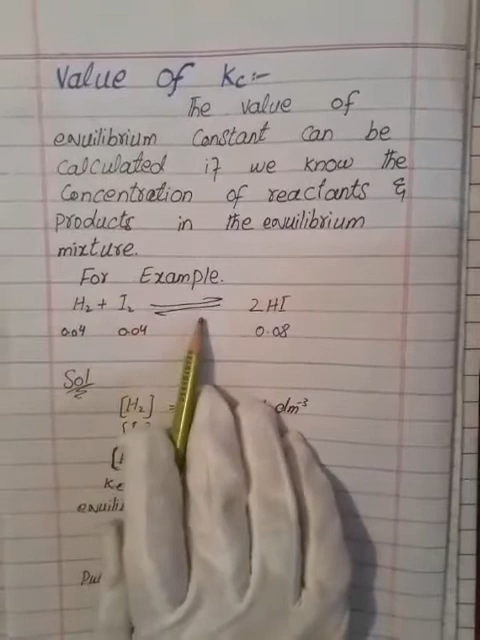 Value of Kc:-
The value of
equilibrium Constant can be
Calculated if we know the
Concentration of reactants &
Products in the equilibrium
mixture.
For Example.
H₂ + I₂ ⇌ 2HI
0.04 0.04 0.08
Sol
[H₂] = dm⁻³